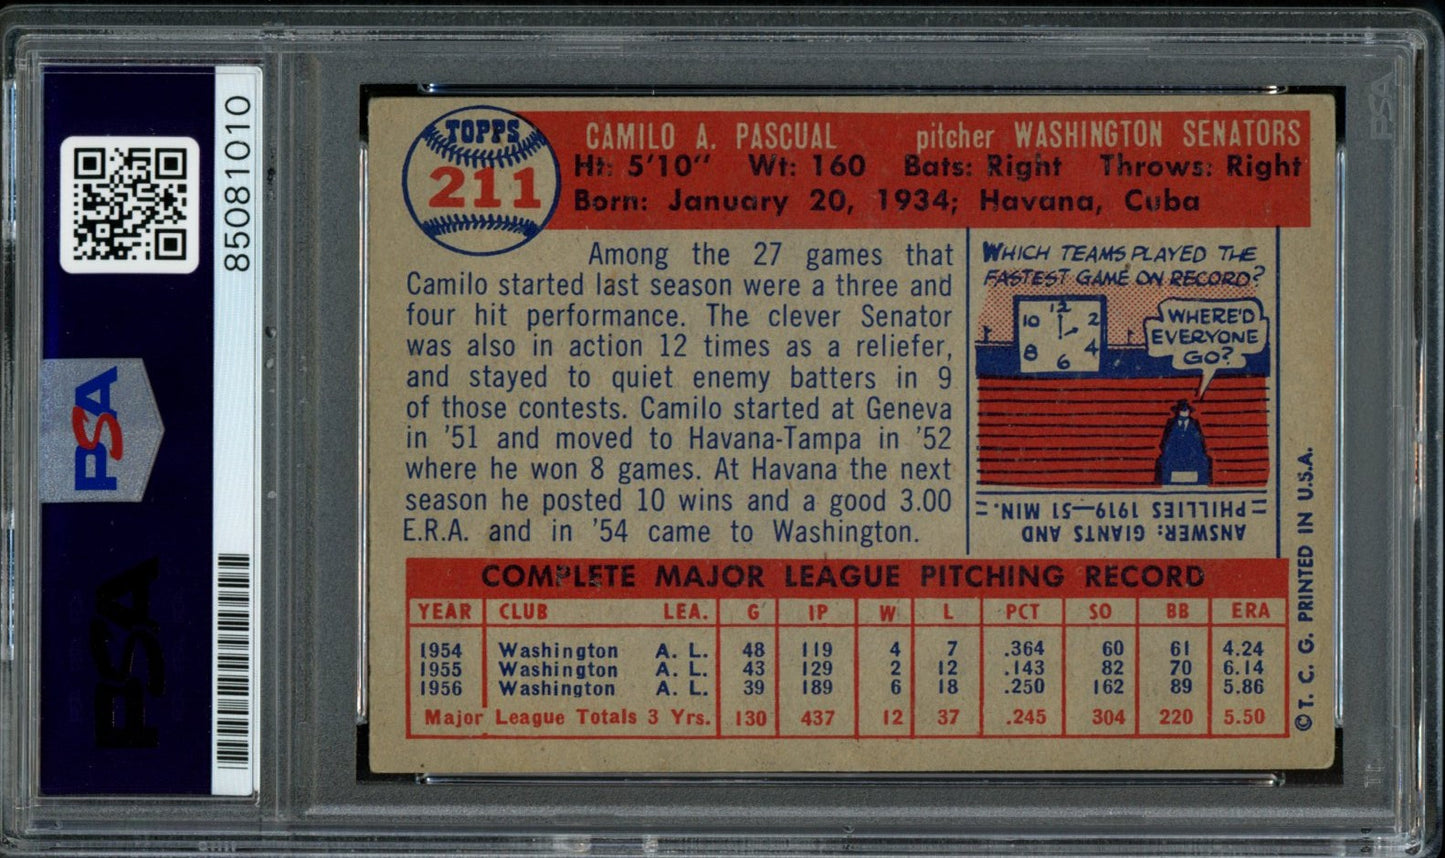 PSA
85081010
PSA
PSA
TOPPS
211
CAMILO A. PASCUAL pitcher WASHINGTON SENATORS
Ht: 5'10" Wt: 160 Bats: Right Throws: Right
Born: January 20, 1934; Havana, Cuba
Among the 27 games that
Camilo started last season were a three and
four hit performance. The clever Senator
was also in action 12 times as a reliefer,
and stayed to quiet enemy batters in 9
of those contests. Camilo started at Geneva
in '51 and moved to Havana-Tampa in '52
where he won 8 games. At Havana the next
season he posted 10 wins and a good 3.00
E.R.A. and in '54 came to Washington.
WHICH TEAMS PLAYED THE
FASTEST GAME ON RECORD?
12
10 2
8 4
6
WHERE'D
EVERYONE
GO?
ANSWER: GIANTS AND
PHILLIES 1919—51 MIN.
COMPLETE MAJOR LEAGUE PITCHING RECORD
YEAR CLUB LEA. G IP W L PCT SO BB ERA
1954 Washington A. L. 48 119 4 7 .364 60 61 4.24
1955 Washington A. L. 43 129 2 12 .143 82 70 6.14
1956 Washington A. L. 39 189 6 18 .250 162 89 5.86
Major League Totals 3 Yrs. 130 437 12 37 .245 304 220 5.50
© T. C. G. PRINTED IN U.S.A.